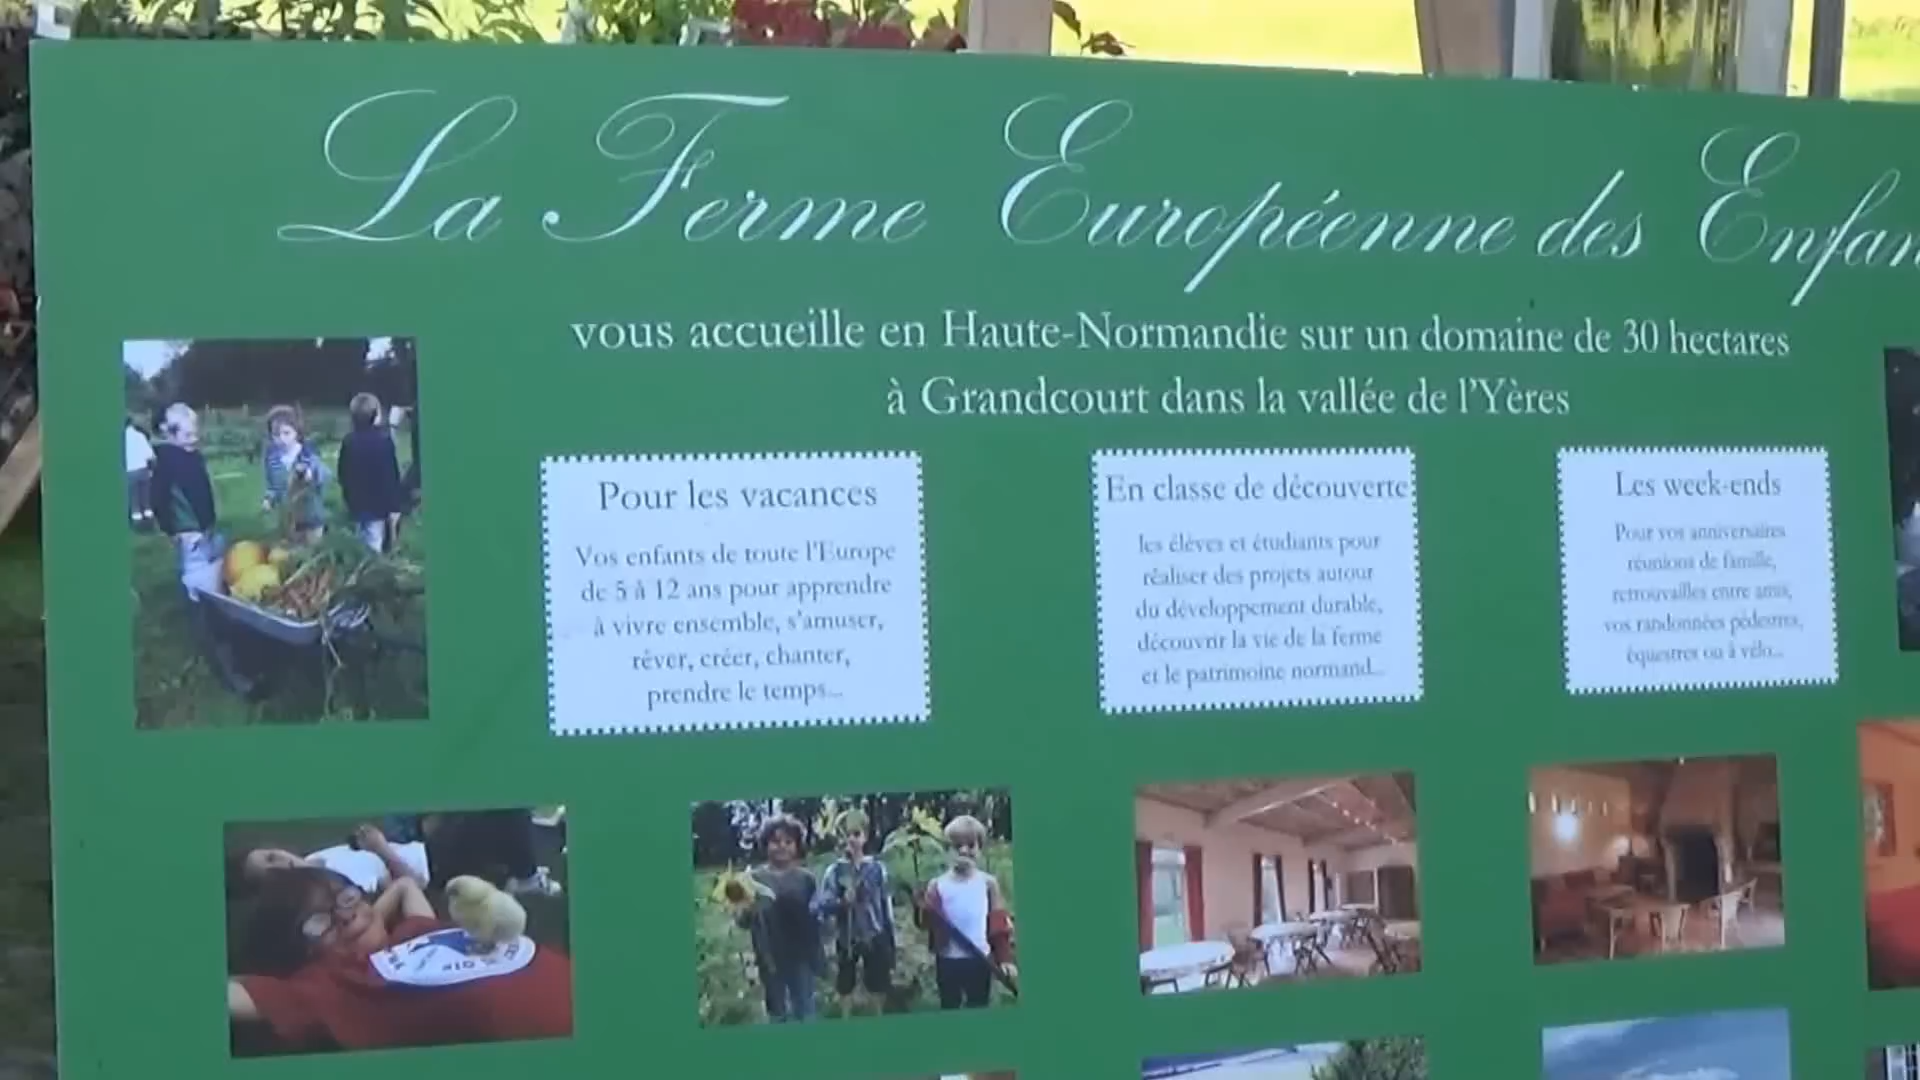 La Ferme Européenne des Enfan
vous accueille en Haute-Normandie sur un domaine de 30 hectares
à Grandcourt dans la vallée de l'Yères
Pour les vacances
Vos enfants de toute l'Europe
de 5 à 12 ans pour apprendre
à vivre ensemble, s'amuser,
rêver, créer, chanter,
prendre le temps...
En classe de découverte
les élèves et étudiants pour
réaliser des projets autour
du développement durable,
découvrir la vie de la ferme
et le patrimoine normand...
Les week-ends
Pour vos anniversaires
réunions de famille,
retrouvailles entre amis,
vos randonnées pédestres,
équestres ou à vélo...